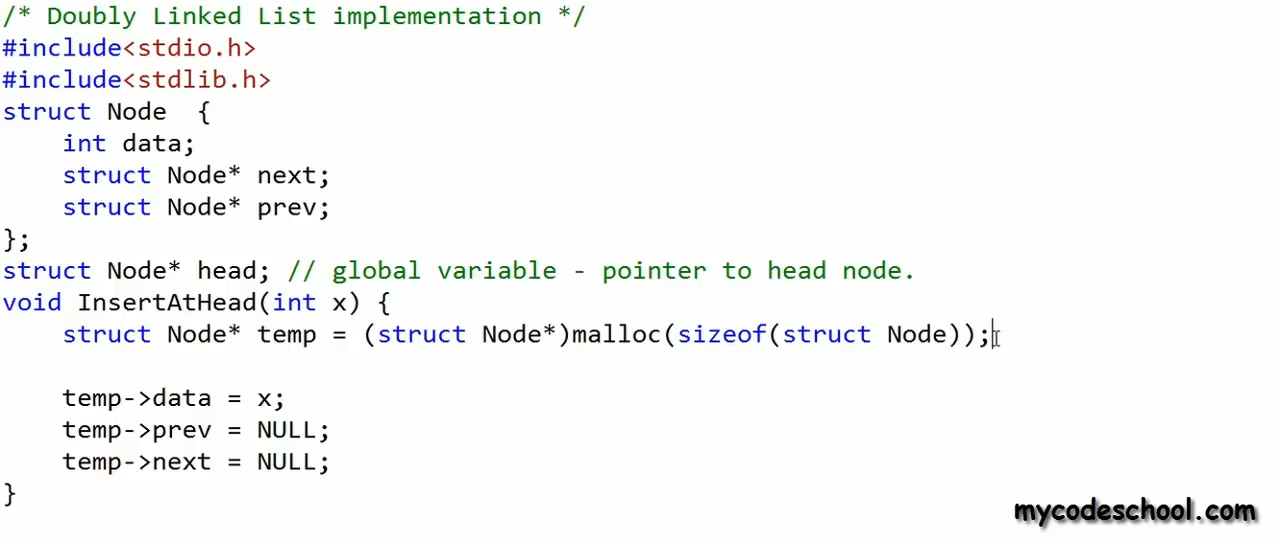 /* Doubly Linked List implementation */
#include<stdio.h>
#include<stdlib.h>
struct Node  {
    int data;
    struct Node* next;
    struct Node* prev;
};
struct Node* head; // global variable - pointer to head node.
void InsertAtHead(int x) {
    struct Node* temp = (struct Node*)malloc(sizeof(struct Node));

    temp->data = x;
    temp->prev = NULL;
    temp->next = NULL;
}
mycodeschool.com